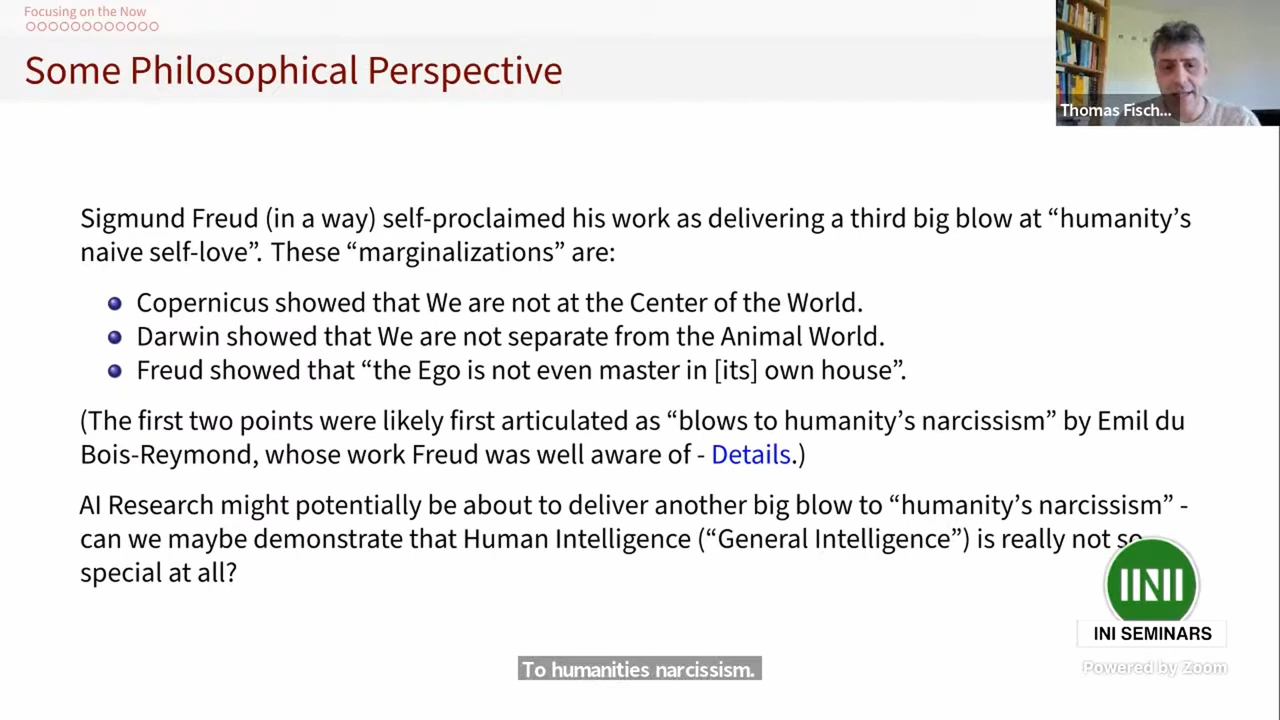 Focusing on the Now
Some Philosophical Perspective
Thomas Fisch...
Sigmund Freud (in a way) self-proclaimed his work as delivering a third big blow at “humanity’s
naive self-love”. These “marginalizations” are:
Copernicus showed that We are not at the Center of the World.
Darwin showed that We are not separate from the Animal World.
Freud showed that “the Ego is not even master in [its] own house”.
(The first two points were likely first articulated as “blows to humanity’s narcissism” by Emil du
Bois-Reymond, whose work Freud was well aware of - Details.)
AI Research might potentially be about to deliver another big blow to “humanity’s narcissism” -
can we maybe demonstrate that Human Intelligence (“General Intelligence”) is really not so
special at all?
INI
INI SEMINARS
To humanities narcissism.
Powered by Zoom